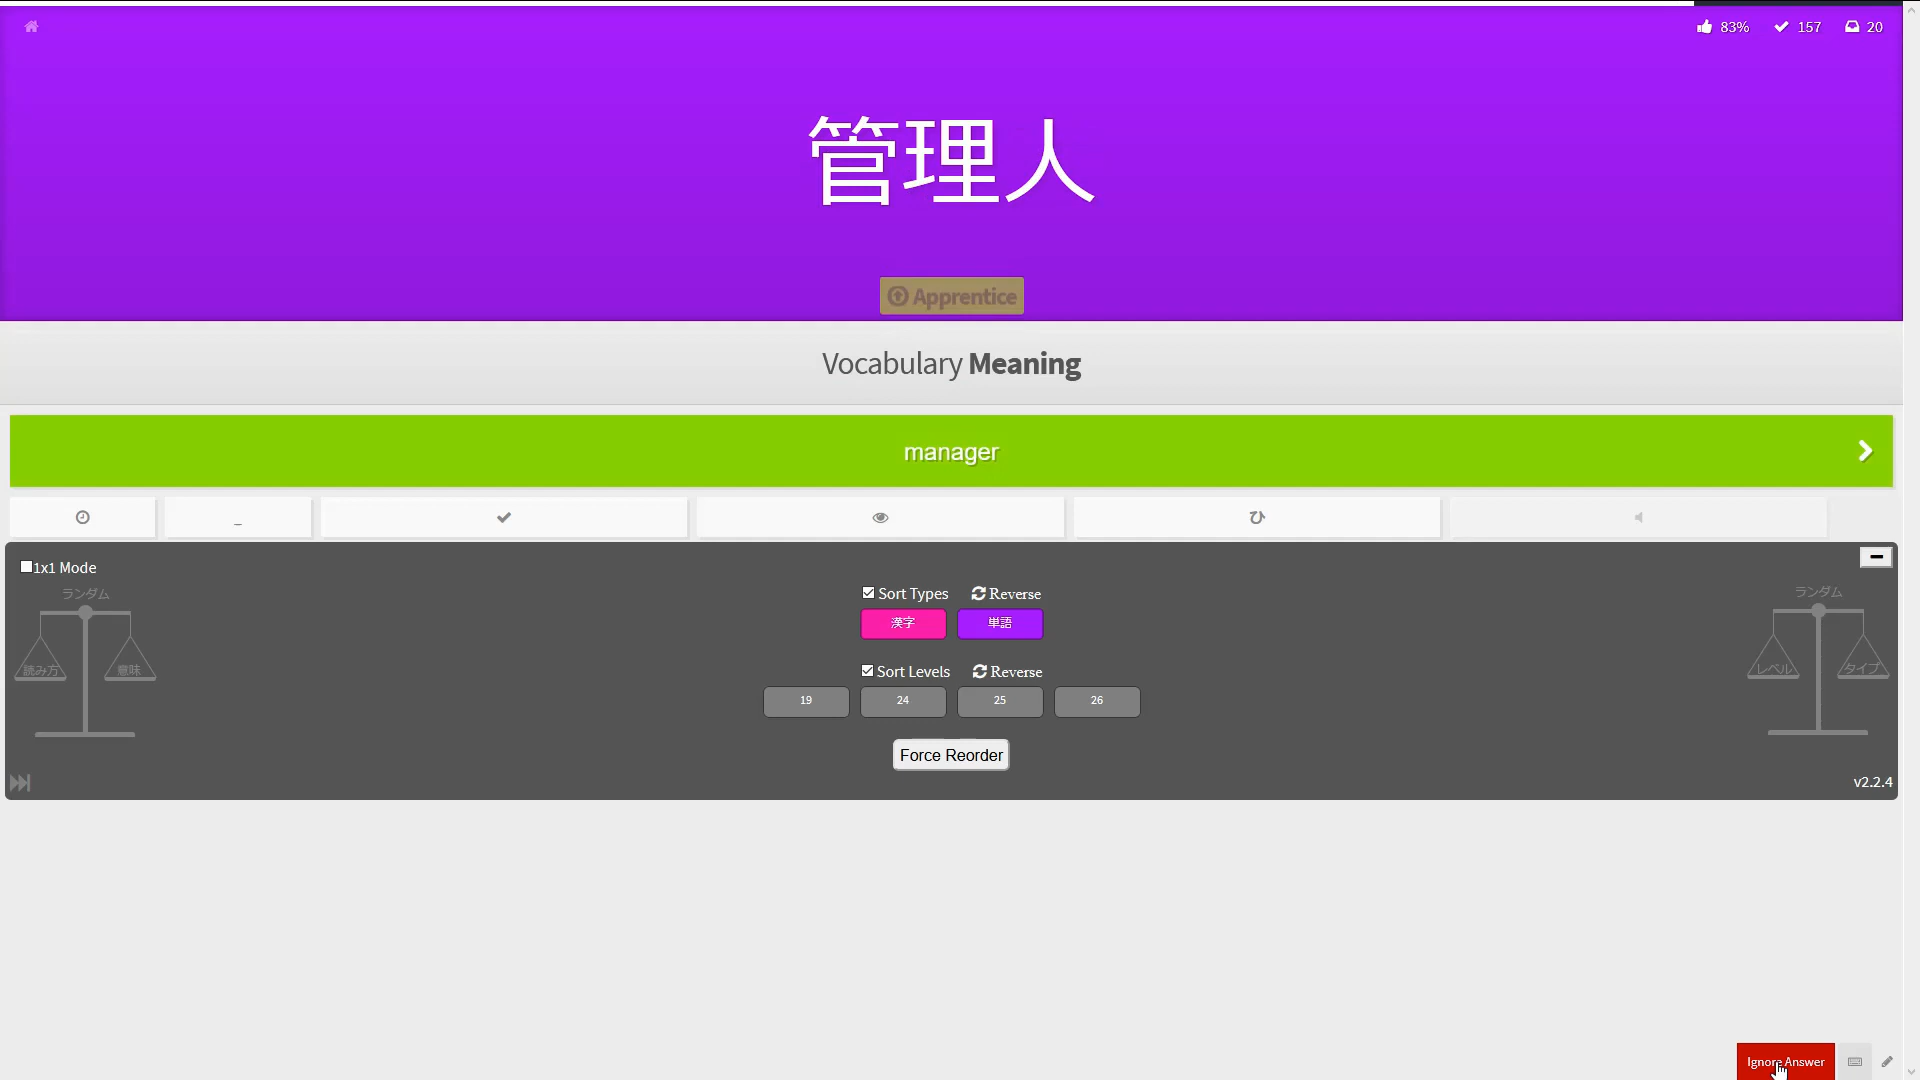 83% 157 20
管理人
Apprentice
Vocabulary Meaning
manager
ひ
1x1 Mode
ランダム
読み方 意味
Sort Types Reverse
漢字 単語
Sort Levels Reverse
19 24 25 26
Force Reorder
ランダム
レベル タイプ
v2.2.4
Ignore Answer